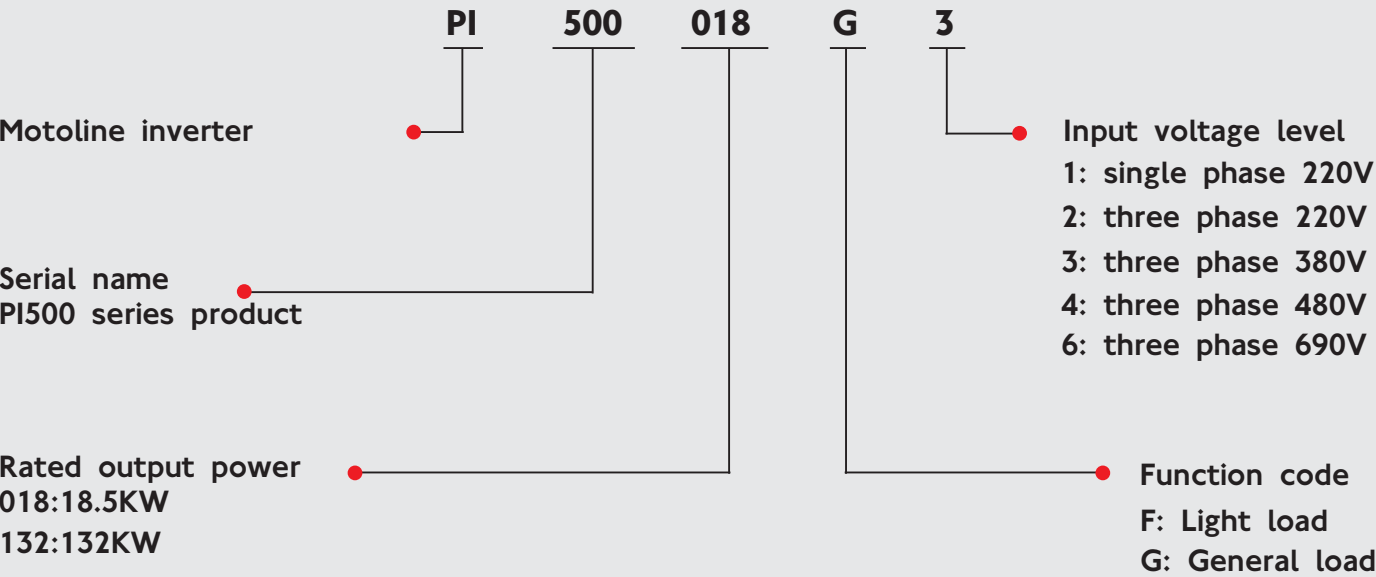 PI 500 018 G 3
Motoline inverter
Serial name
PI500 series product
Rated output power
018:18.5KW
132:132KW
Input voltage level
1: single phase 220V
2: three phase 220V
3: three phase 380V
4: three phase 480V
6: three phase 690V
Function code
F: Light load
G: General load